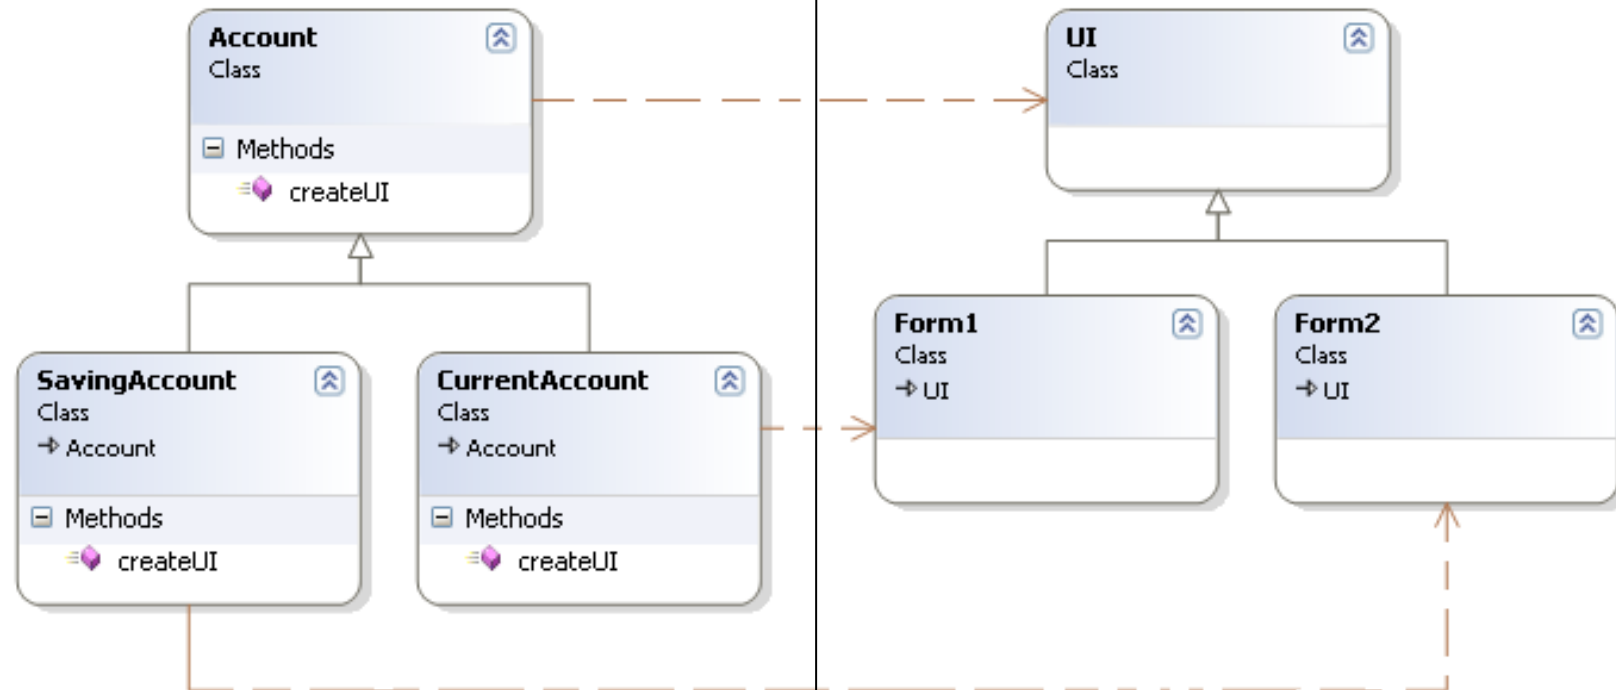 Account
Class
Methods
createUI
UI
Class
SavingAccount
Class
Account
Methods
createUI
CurrentAccount
Class
Account
Methods
createUI
Form1
Class
UI
Form2
Class
UI